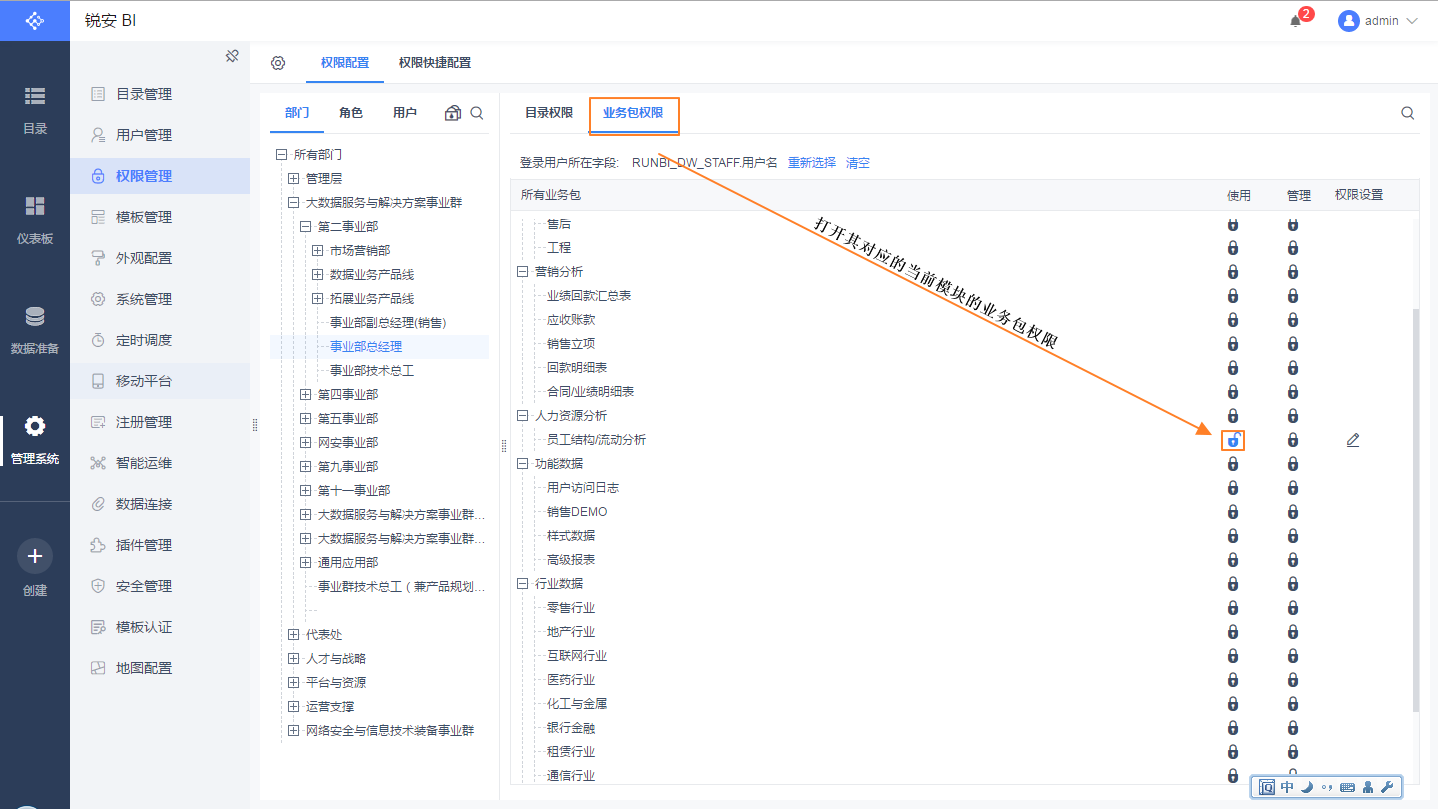 锐安 BI
2
admin
目录
仪表板
数据准备
管理系统
创建
目录管理
用户管理
权限管理
模板管理
外观配置
系统管理
定时调度
移动平台
注册管理
智能运维
数据连接
插件管理
安全管理
模板认证
地图配置
权限配置 权限快捷配置
部门 角色 用户
所有部门
管理层
大数据服务与解决方案事业群
第二事业部
市场营销部
数据业务产品线
拓展业务产品线
事业部副总经理(销售)
事业部总经理
事业部技术总工
第四事业部
第五事业部
网安事业部
第九事业部
第十一事业部
大数据服务与解决方案事业群...
大数据服务与解决方案事业群...
通用应用部
事业群技术总工（兼产品规划...
代表处
人才与战略
平台与资源
运营支撑
网络安全与信息技术装备事业群
目录权限 业务包权限
登录用户所在字段: RUNBI_DW_STAFF.用户名 重新选择 清空
所有业务包 使用 管理 权限设置
售后
工程
营销分析
业绩回款汇总表
应收账款
销售立项
回款明细表
合同/业绩明细表
人力资源分析
员工结构/流动分析
功能数据
用户访问日志
销售DEMO
样式数据
高级报表
行业数据
零售行业
地产行业
互联网行业
医药行业
化工与金属
银行金融
租赁行业
通信行业
打开其对应的当前模块的业务包权限
中